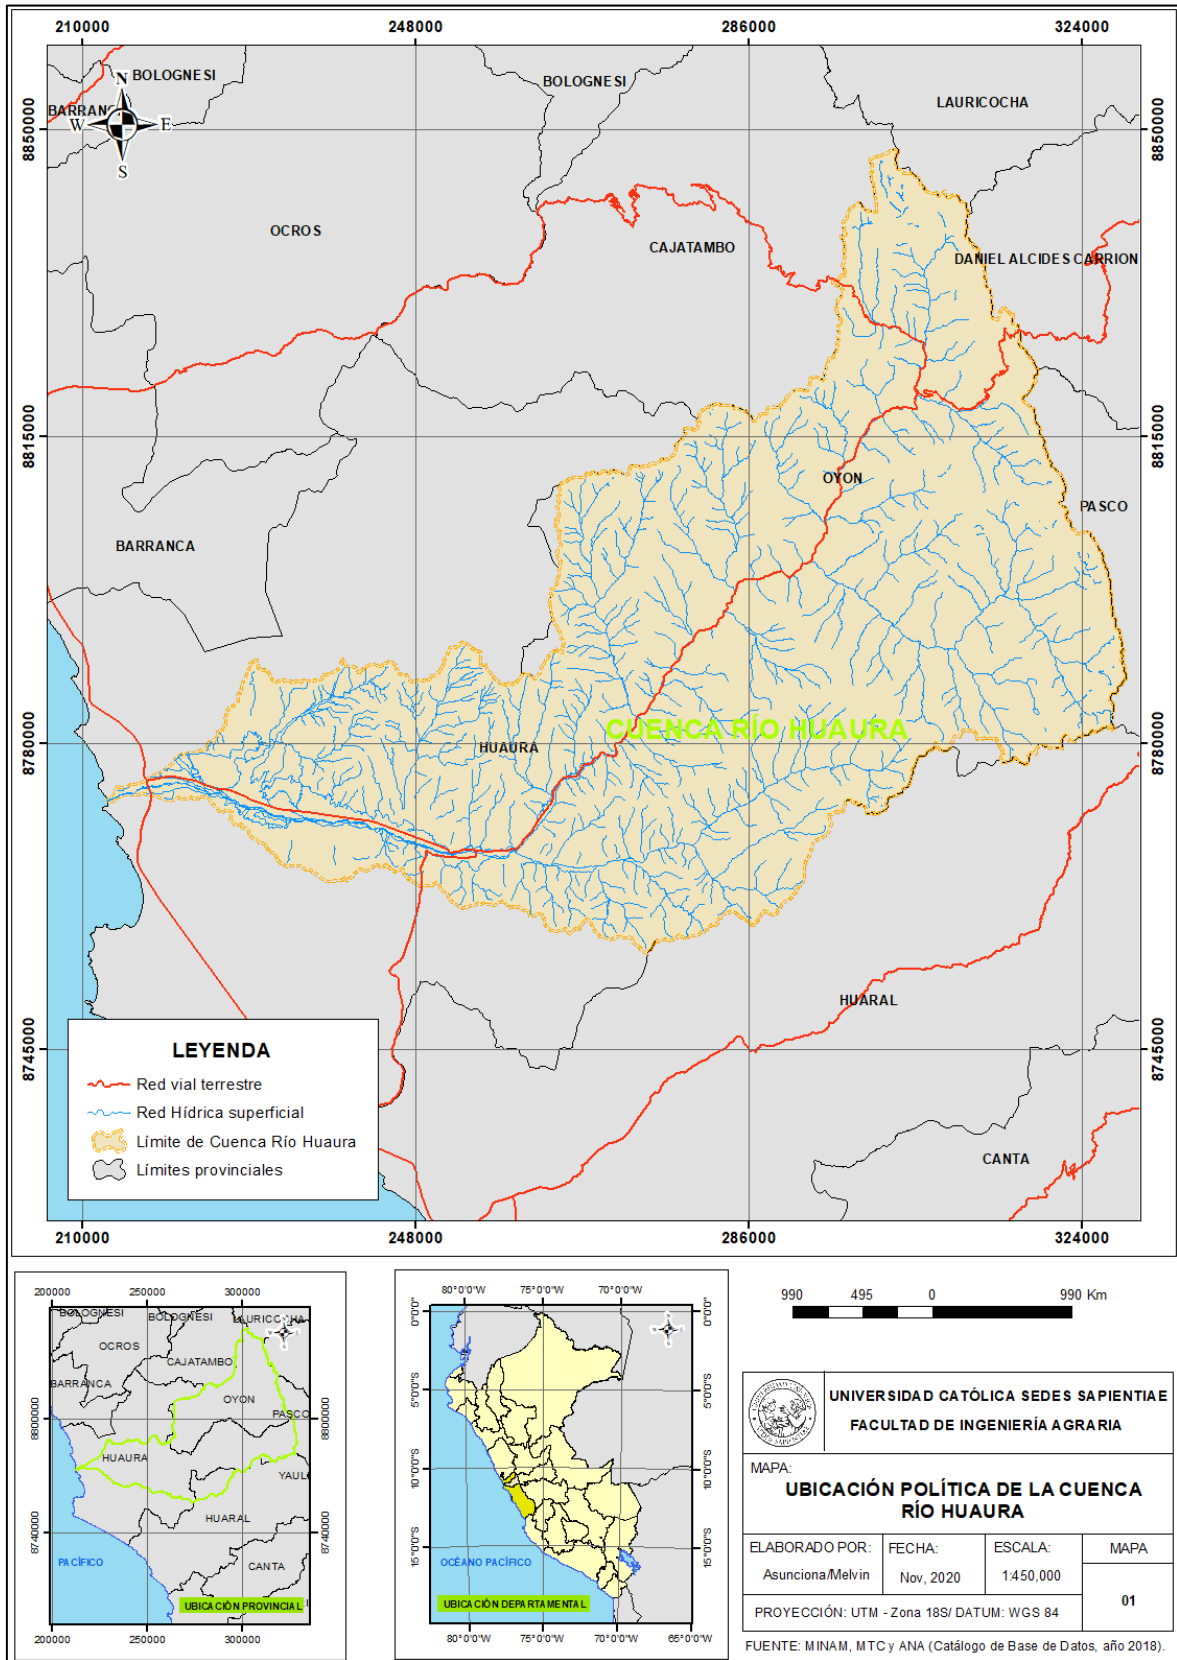 210000
248000
286000
324000
8850000
8815000
8780000
8745000
8850000
8815000
8780000
8745000
210000
248000
286000
324000
N
W
E
S
BOLOGNESI
BOLOGNESI
LAURICOCHA
OCROS
CAJATAMBO
DANIEL ALCIDES CARRION
OYON
PASCO
BARRANCA
CUENCA RÍO HUAURA
HUAURA
HUARAL
CANTA
LEYENDA
Red vial terrestre
Red Hídrica superficial
Límite de Cuenca Río Huaura
Límites provinciales
200000
250000
300000
BOLOGNESI
BOLOGNESI
LAURICOCHA
OCROS
CAJATAMBO
BARRANCA
OYON
PASCO
HUAURA
HUARAL
CANTA
PACÍFICO
8800000
8740000
8800000
8740000
UBICACIÓN PROVINCIAL
200000
250000
300000
80°0'0"W
75°0'0"W
70°0'0"W
0°0'0"
5°0'0"S
10°0'0"S
15°0'0"S
0°0'0"
5°0'0"S
10°0'0"S
15°0'0"S
OCÉANO PACÍFICO
UBICACIÓN DEPARTAMENTAL
80°0'0"W
75°0'0"W
70°0'0"W
65°0'0"W
990 495 0 990 Km
UNIVERSIDAD CATÓLICA SEDES SAPIENTIAE
FACULTAD DE INGENIERÍA AGRARIA
MAPA:
UBICACIÓN POLÍTICA DE LA CUENCA
RÍO HUAURA
ELABORADO POR:
Asunciona/Melvin
FECHA:
Nov, 2020
ESCALA:
1:450,000
MAPA
01
PROYECCIÓN: UTM - Zona 18S/ DATUM: WGS 84
FUENTE: MINAM, MTC y ANA (Catálogo de Base de Datos, año 2018).